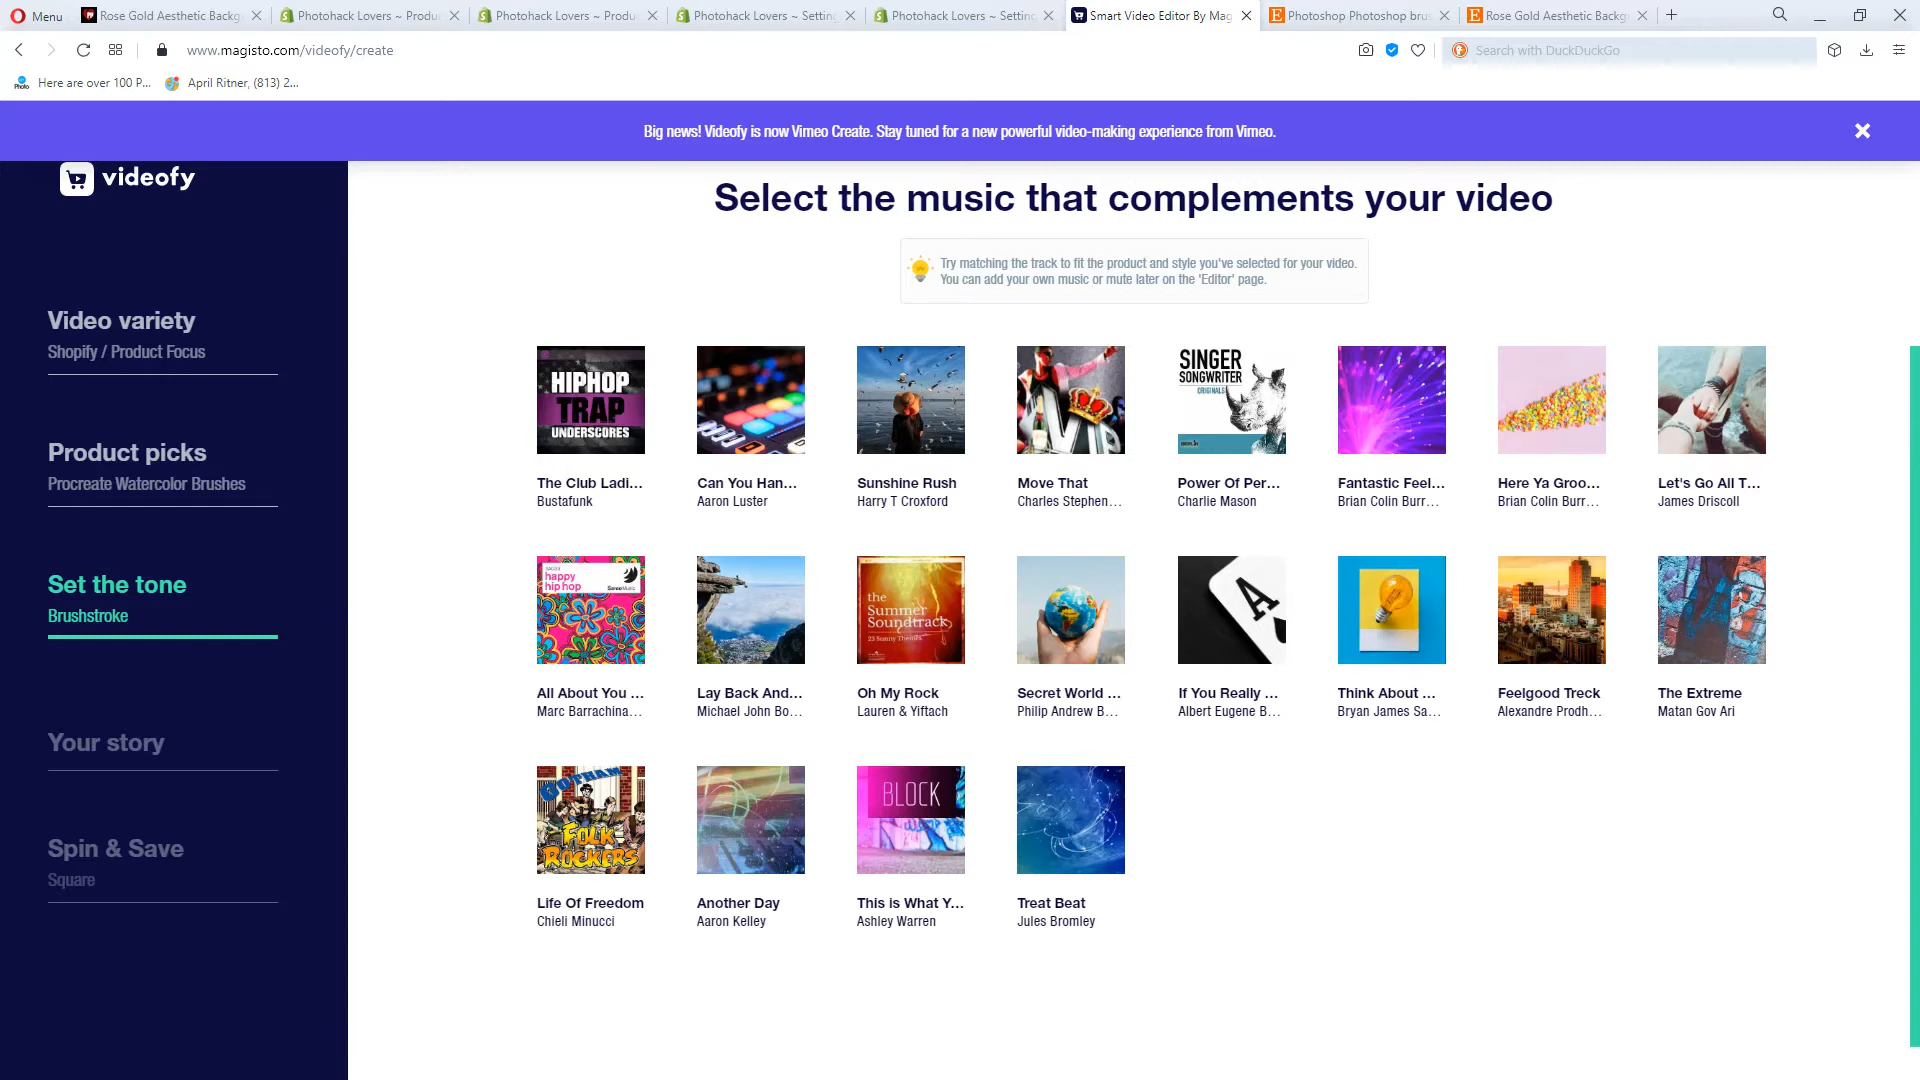 Menu
Rose Gold Aesthetic Backg
Photohack Lovers ~ Produ
Photohack Lovers ~ Produ
Photohack Lovers ~ Setting
Photohack Lovers ~ Setting
Smart Video Editor By Mag
Photoshop Photoshop brus
Rose Gold Aesthetic Backg
www.magisto.com/videofy/create
Search with DuckDuckGo
Here are over 100 P...
April Ritner, (813) 2...
Big news! Videofy is now Vimeo Create. Stay tuned for a new powerful video-making experience from Vimeo.
videofy
Video variety
Shopify / Product Focus
Product picks
Procreate Watercolor Brushes
Set the tone
Brushstroke
Your story
Spin & Save
Square
Select the music that complements your video
Try matching the track to fit the product and style you've selected for your video.
You can add your own music or mute later on the 'Editor' page.
HIPHOP
TRAP
UNDERSCORES
SINGER
SONGWRITER
ORIGINALS
The Club Ladi...
Bustafunk
Can You Han...
Aaron Luster
Sunshine Rush
Harry T Croxford
Move That
Charles Stephen...
Power Of Per...
Charlie Mason
Fantastic Feel...
Brian Colin Burr...
Here Ya Groo...
Brian Colin Burr...
Let's Go All T...
James Driscoll
happy
hip hop
the
Summer
Soundtrack
23 Sunny Themes
A
All About You ...
Marc Barrachina...
Lay Back And...
Michael John Bo...
Oh My Rock
Lauren & Yiftach
Secret World ...
Philip Andrew B...
If You Really ...
Albert Eugene B...
Think About ...
Bryan James Sa...
Feelgood Treck
Alexandre Prodh...
The Extreme
Matan Gov Ari
GOTHAM
FOLK
ROCKERS
BLOCK
Life Of Freedom
Chieli Minucci
Another Day
Aaron Kelley
This is What Y...
Ashley Warren
Treat Beat
Jules Bromley